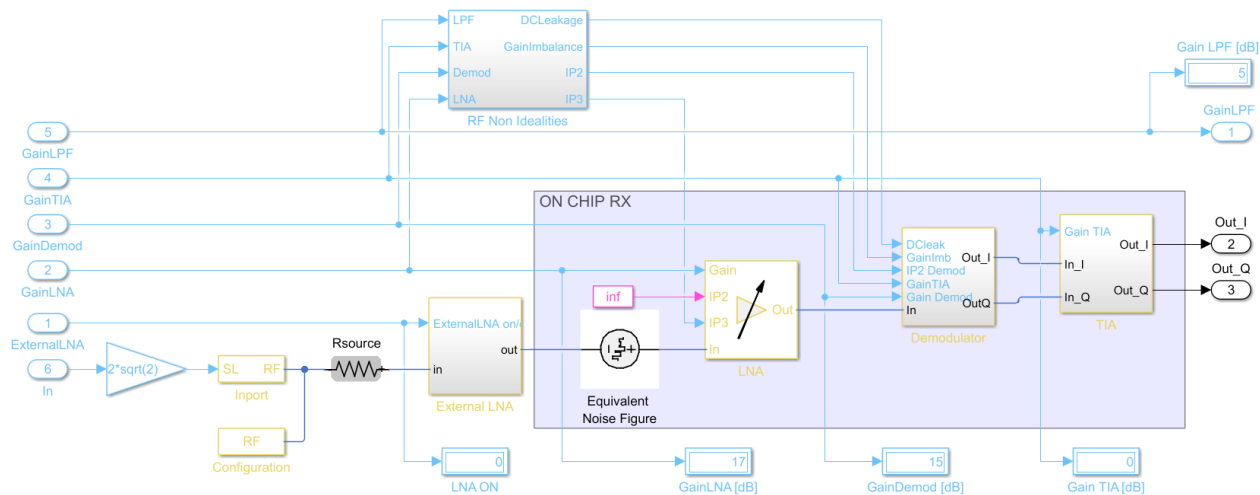 LPF
DCLeakage
TIA
GainImbalance
Demod
IP2
LNA
IP3
RF Non Idealities
Gain LPF [dB]
5
GainLPF
1
5
GainLPF
4
GainTIA
3
GainDemod
2
GainLNA
1
ExternalLNA
6
In
2*sqrt(2)
SL
RF
Inport
RF
Configuration
Rsource
ExternalLNA on/
out
in
External LNA
ON CHIP RX
inf
Equivalent
Noise Figure
Gain
IP2
IP3
In
Out
LNA
DCleak
GainImb
IP2 Demod
GainTIA
Gain Demod
In
Out_I
OutQ
Demodulator
Gain TIA
In_I
In_Q
Out_I
Out_Q
TIA
Out_I
2
Out_Q
3
0
LNA ON
17
GainLNA [dB]
15
GainDemod [dB]
0
Gain TIA [dB]